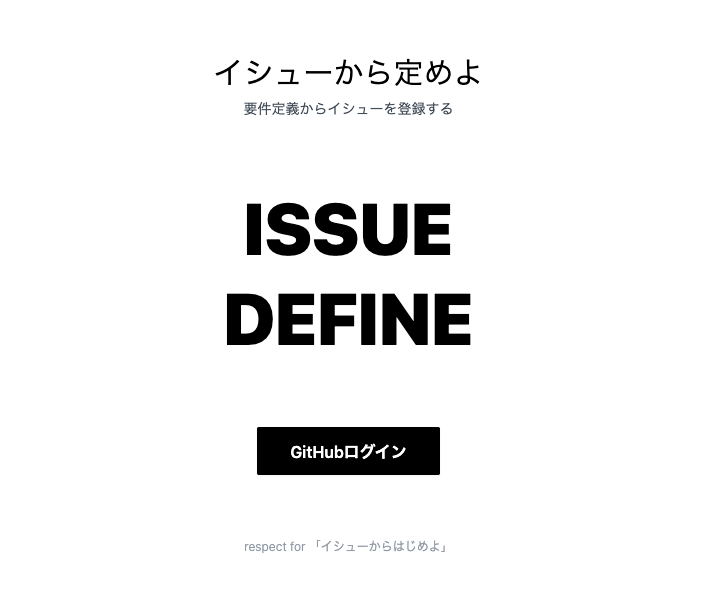 イシューから定めよ
要件定義からイシューを登録する
ISSUE
DEFINE
GitHubログイン
respect for 「イシューからはじめよ」